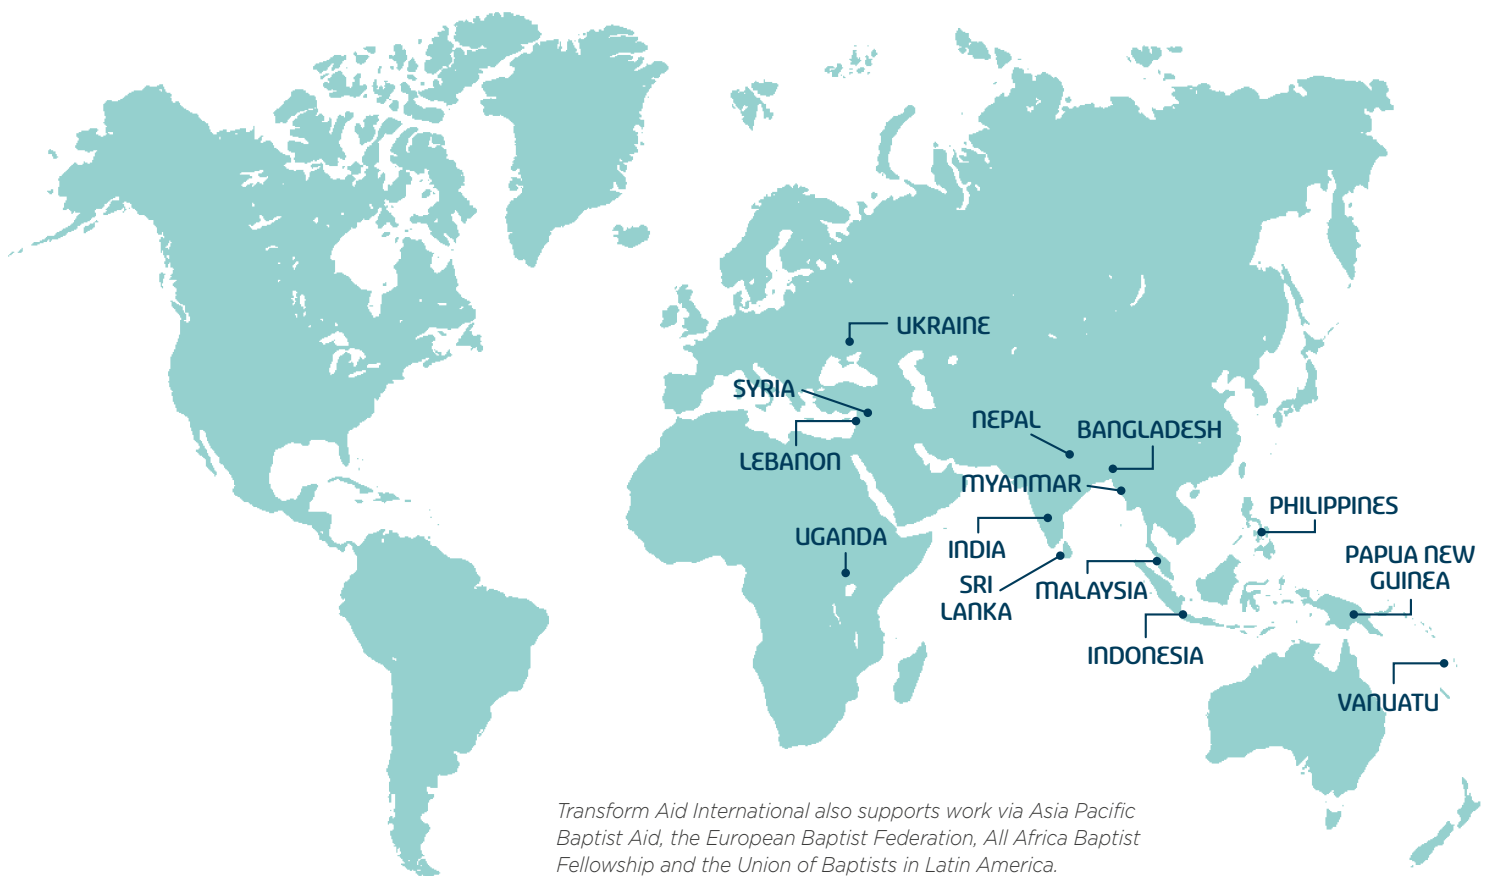 UKRAINE
SYRIA
LEBANON
NEPAL
BANGLADESH
MYANMAR
PHILIPPINES
UGANDA
INDIA
SRI
LANKA
MALAYSIA
PAPUA NEW
GUINEA
INDONESIA
VANUATU
Transform Aid International also supports work via Asia Pacific
Baptist Aid, the European Baptist Federation, All Africa Baptist
Fellowship and the Union of Baptists in Latin America.